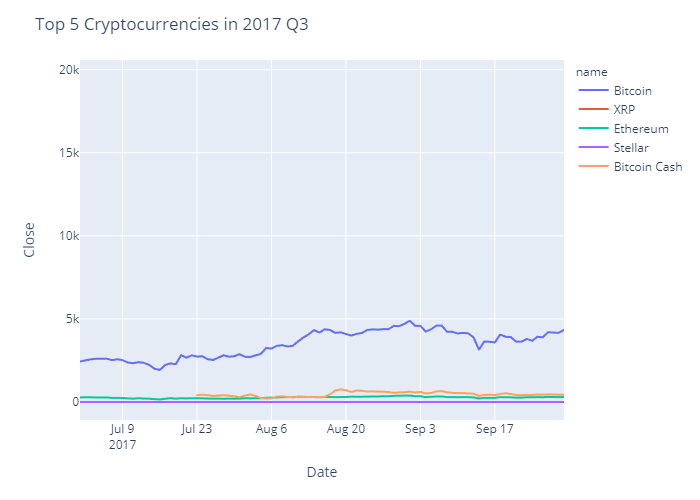 Top 5 Cryptocurrencies in 2017 Q3
name
Bitcoin
XRP
Ethereum
Stellar
Bitcoin Cash
Close
20k
15k
10k
5k
0
Jul 9
2017
Jul 23
Aug 6
Aug 20
Sep 3
Sep 17
Date